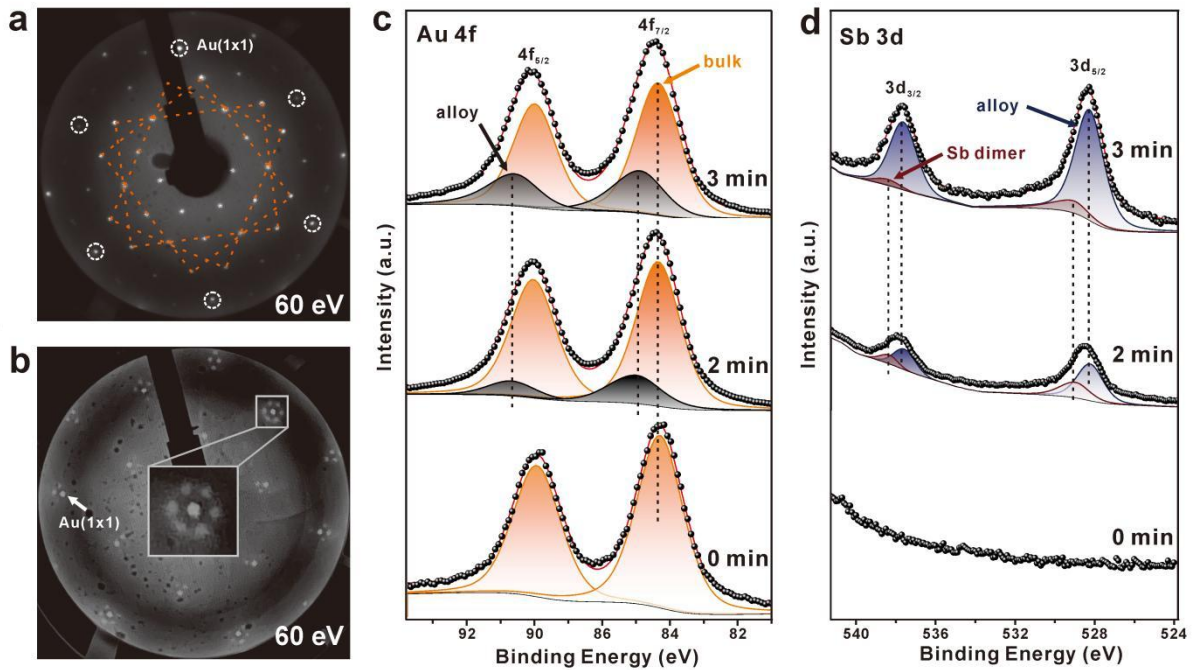 a
Au(1x1)
60 eV
b
Au(1x1)
60 eV
c
Au 4f
4f7/2
4f5/2
bulk
alloy
3 min
2 min
0 min
Intensity (a.u.)
92 90 88 86 84 82
Binding Energy (eV)
d
Sb 3d
3d5/2
3d3/2
alloy
Sb dimer
3 min
2 min
0 min
Intensity (a.u.)
540 536 532 528 524
Binding Energy (eV)